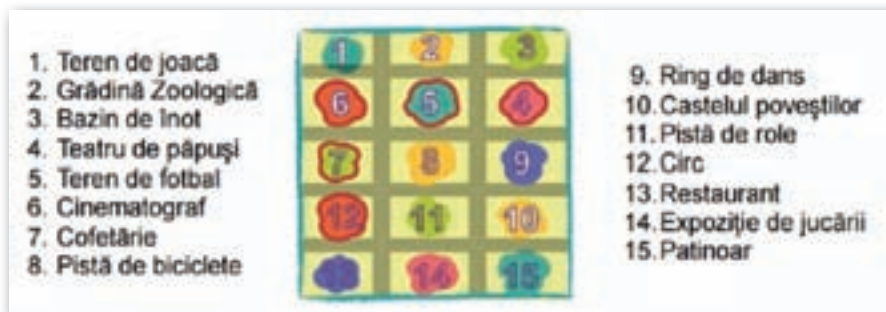 1. Teren de joacă
2. Grădină Zoologică
3. Bazin de înot
4. Teatru de păpuşi
5. Teren de fotbal
6. Cinematograf
7. Cofetărie
8. Pistă de biciclete
1 2 3
6 5 4
7 8 9
12 11 10
13 14 15
9. Ring de dans
10. Castelul poveştilor
11. Pistă de role
12. Circ
13. Restaurant
14. Expoziţie de jucării
15. Patinoar